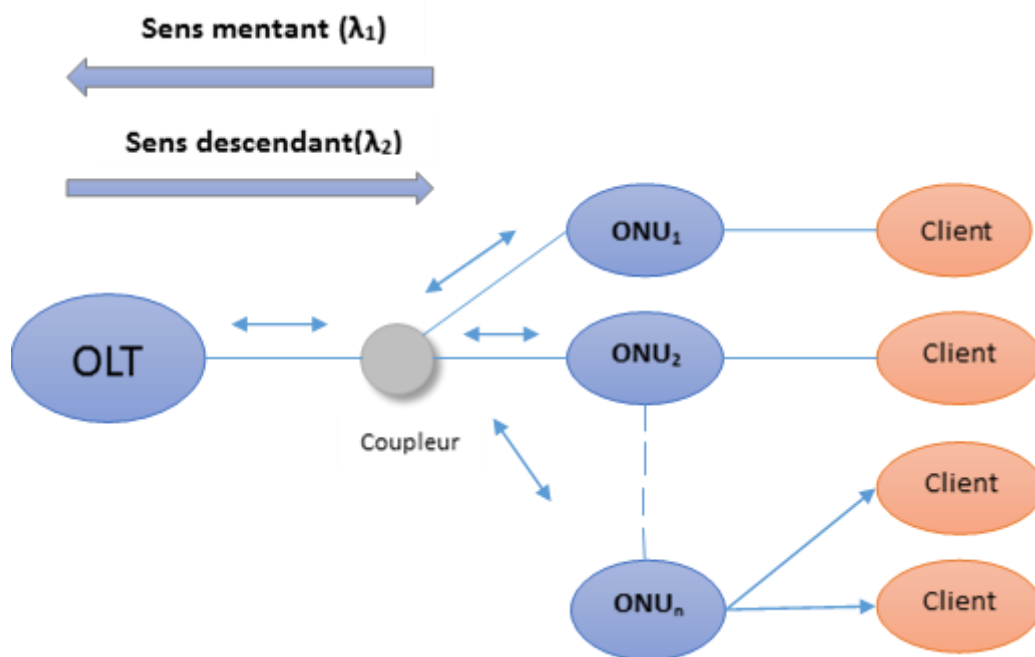 Sens mentant (λ₁)
Sens descendant(λ₂)
ONU₁
Client
OLT
ONU₂
Client
Coupleur
Client
ONUₙ
Client